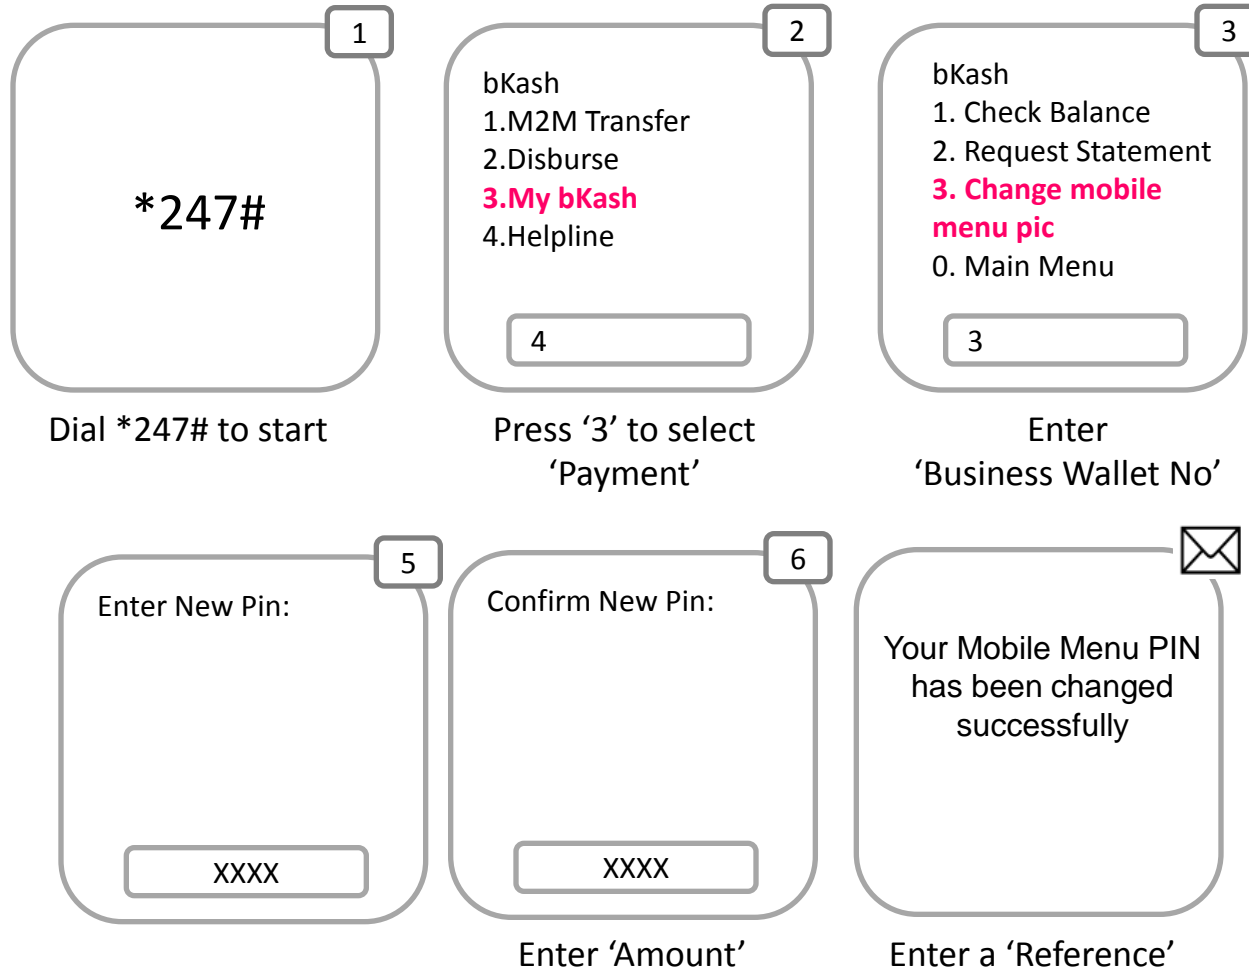 1
*247#
Dial *247# to start
2
bKash
1.M2M Transfer
2.Disburse
3.My bKash
4.Helpline
4
Press ‘3’ to select
‘Payment’
3
bKash
1. Check Balance
2. Request Statement
3. Change mobile
menu pic
0. Main Menu
3
Enter
‘Business Wallet No’
5
Enter New Pin:
XXXX
6
Confirm New Pin:
XXXX
Enter ‘Amount’
Your Mobile Menu PIN
has been changed
successfully
Enter a ‘Reference’